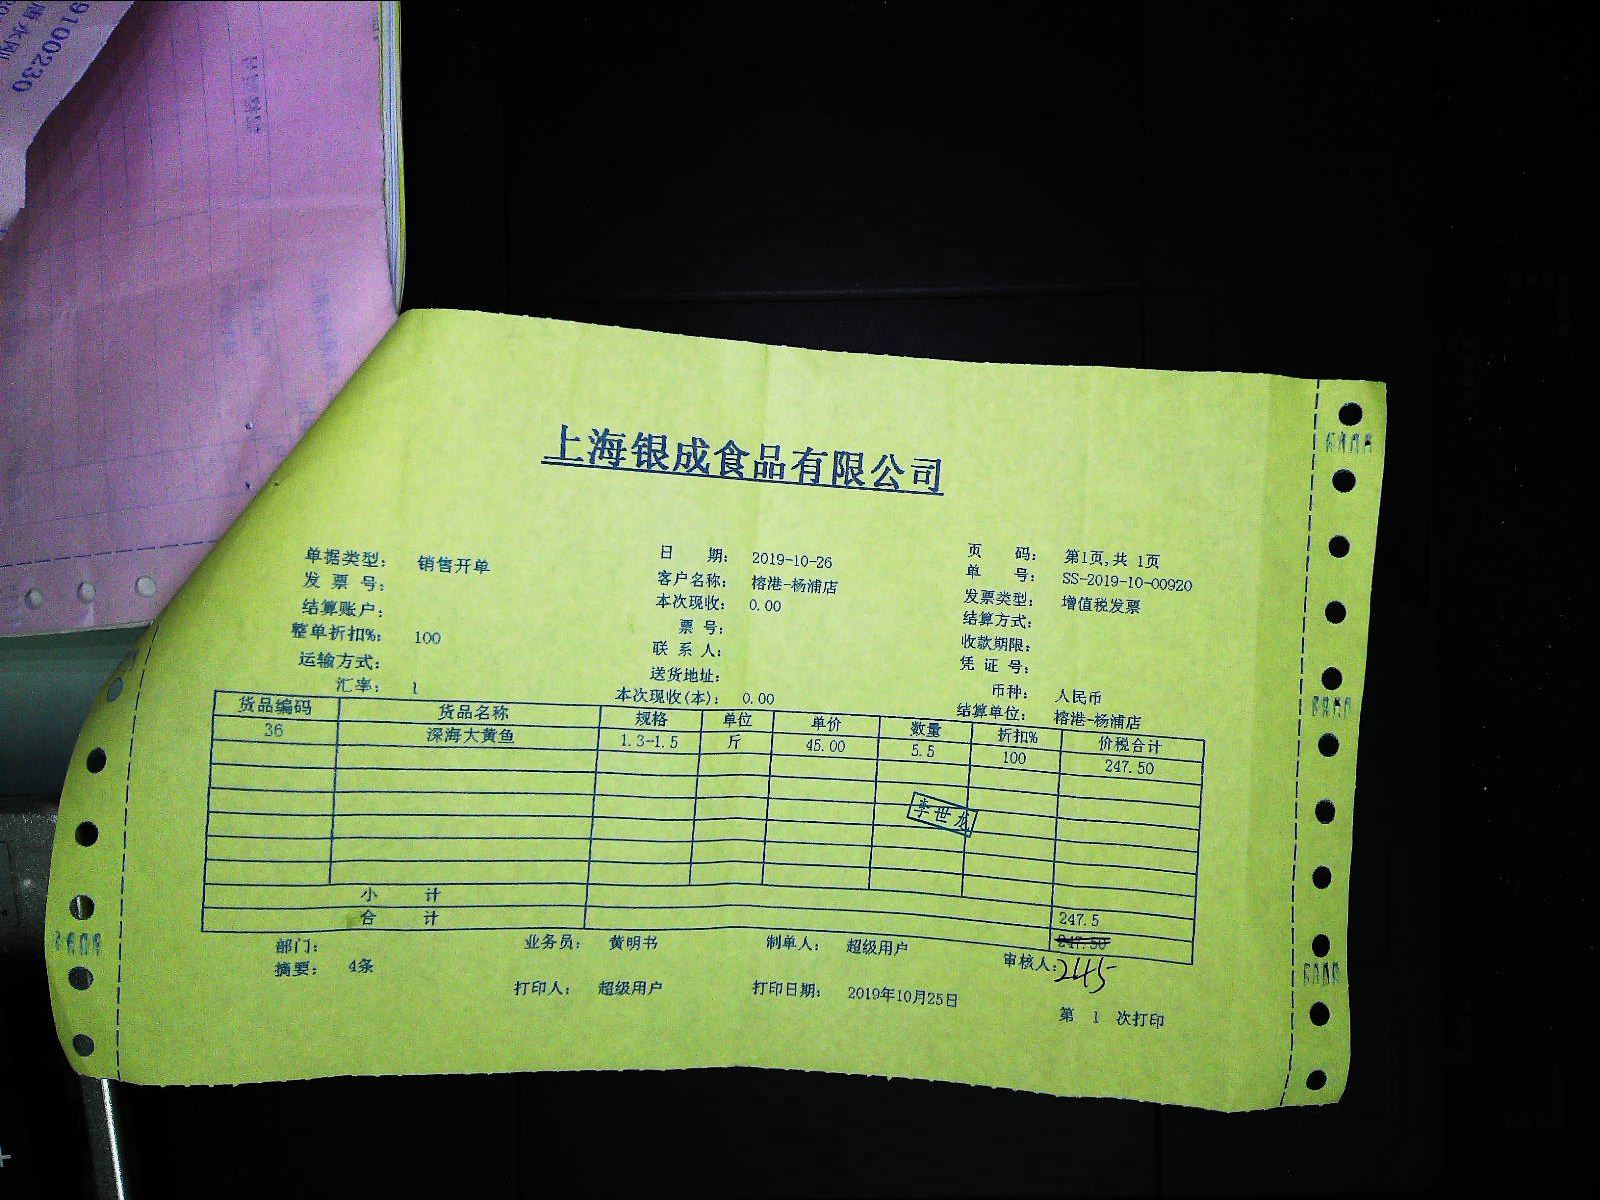 9100230
上海银成食品有限公司
单据类型: 销售开单 日 期: 2019-10-26 页 码: 第1页,共 1页
发 票 号: 客户名称: 榕港-杨浦店 单 号: SS-2019-10-00920
结算账户: 本次现收: 0.00 发票类型: 增值税发票
整单折扣%: 100 票 号: 结算方式:
运输方式: 联 系 人: 收款期限:
汇率: 1 送货地址: 凭 证 号:
本次现收(本): 0.00 币种: 人民币
结算单位: 榕港-杨浦店
货品编码 货品名称 规格 单位 单价 数量 折扣% 价税合计
36 深海大黄鱼 1.3-1.5 斤 45.00 5.5 100 247.50
李世龙
小 计 247.5
合 计 247.50
部门: 业务员: 黄明书 制单人: 超级用户 审核人: 245
摘要: 4条
打印人: 超级用户 打印日期: 2019年10月25日 第 1 次打印